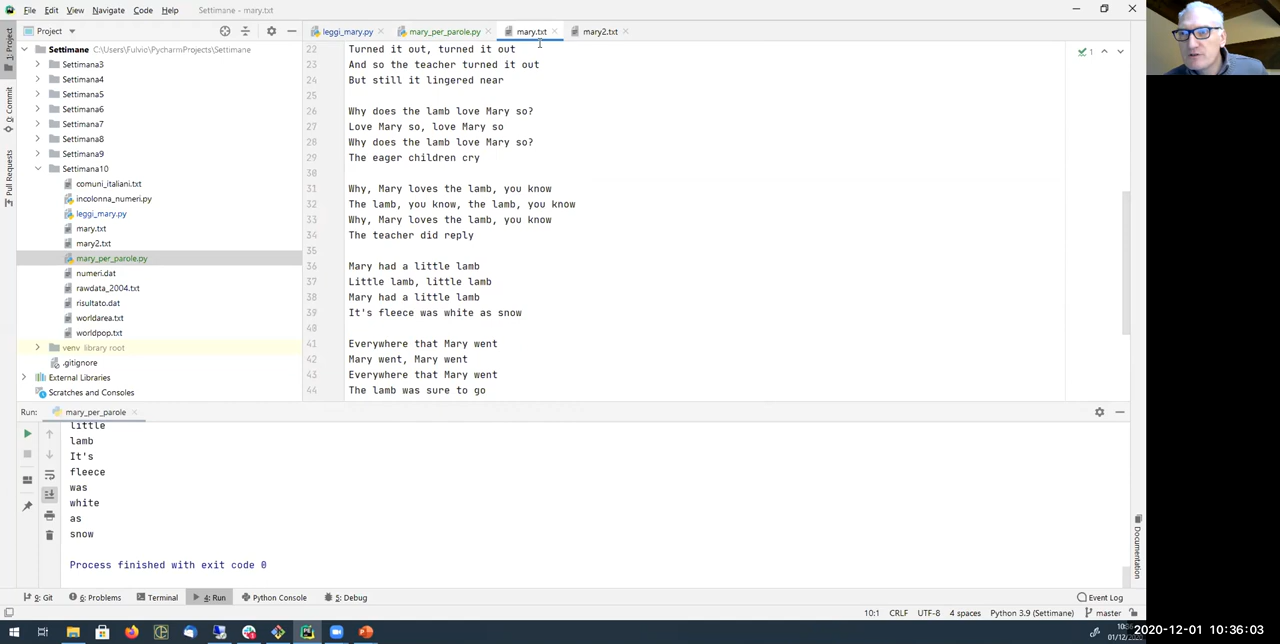 File Edit View Navigate Code Help Settimane - mary.txt
Project
leggi_mary.py
mary_per_parole.py
mary.txt
mary2.txt
1: Project
Commit
Pull Requests
Settimane C:\Users\Fulvio\PycharmProjects\Settimane
Settimana3
Settimana4
Settimana5
Settimana6
Settimana7
Settimana8
Settimana9
Settimana10
comuni_italiani.txt
incolonna_numeri.py
leggi_mary.py
mary.txt
mary2.txt
mary_per_parole.py
numeri.dat
rawdata_2004.txt
risultato.dat
worldarea.txt
worldpop.txt
venv library root
.gitignore
External Libraries
Scratches and Consoles
1
22 Turned it out, turned it out
23 And so the teacher turned it out
24 But still it lingered near
25
26 Why does the lamb love Mary so?
27 Love Mary so, love Mary so
28 Why does the lamb love Mary so?
29 The eager children cry
30
31 Why, Mary loves the lamb, you know
32 The lamb, you know, the lamb, you know
33 Why, Mary loves the lamb, you know
34 The teacher did reply
35
36 Mary had a little lamb
37 Little lamb, little lamb
38 Mary had a little lamb
39 It's fleece was white as snow
40
41 Everywhere that Mary went
42 Mary went, Mary went
43 Everywhere that Mary went
44 The lamb was sure to go
Run: mary_per_parole
little
lamb
It's
fleece
was
white
as
snow
Process finished with exit code 0
Documentation
9: Git 6: Problems Terminal 4: Run Python Console 5: Debug Event Log
10:1 CRLF UTF-8 4 spaces Python 3.9 (Settimane) master
2020-12-01 10:36:03